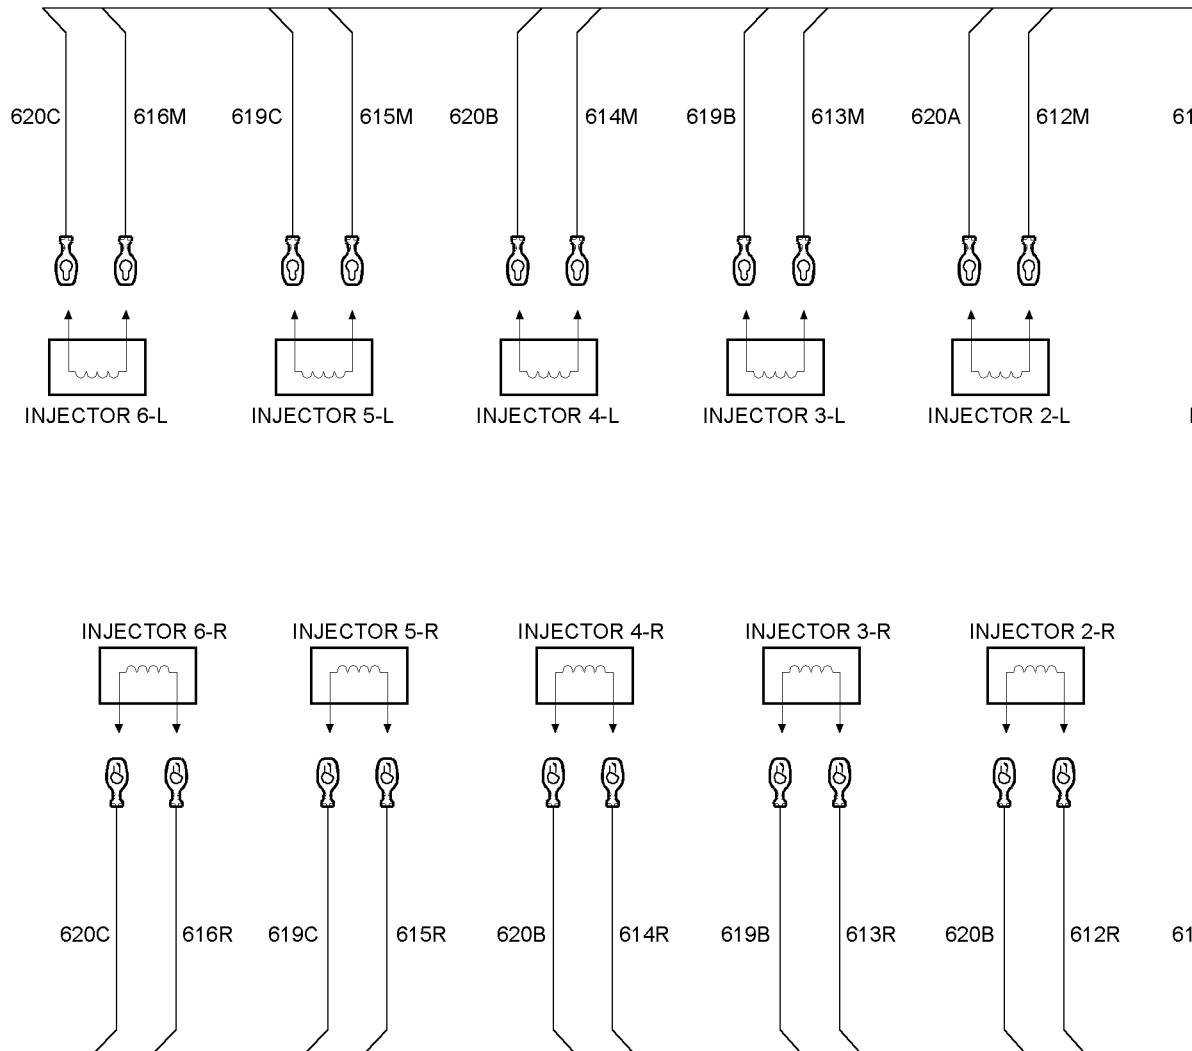 620C 616M 619C 615M 620B 614M 619B 613M 620A 612M 61
INJECTOR 6-L INJECTOR 5-L INJECTOR 4-L INJECTOR 3-L INJECTOR 2-L
INJECTOR 6-R INJECTOR 5-R INJECTOR 4-R INJECTOR 3-R INJECTOR 2-R
620C 616R 619C 615R 620B 614R 619B 613R 620B 612R 61